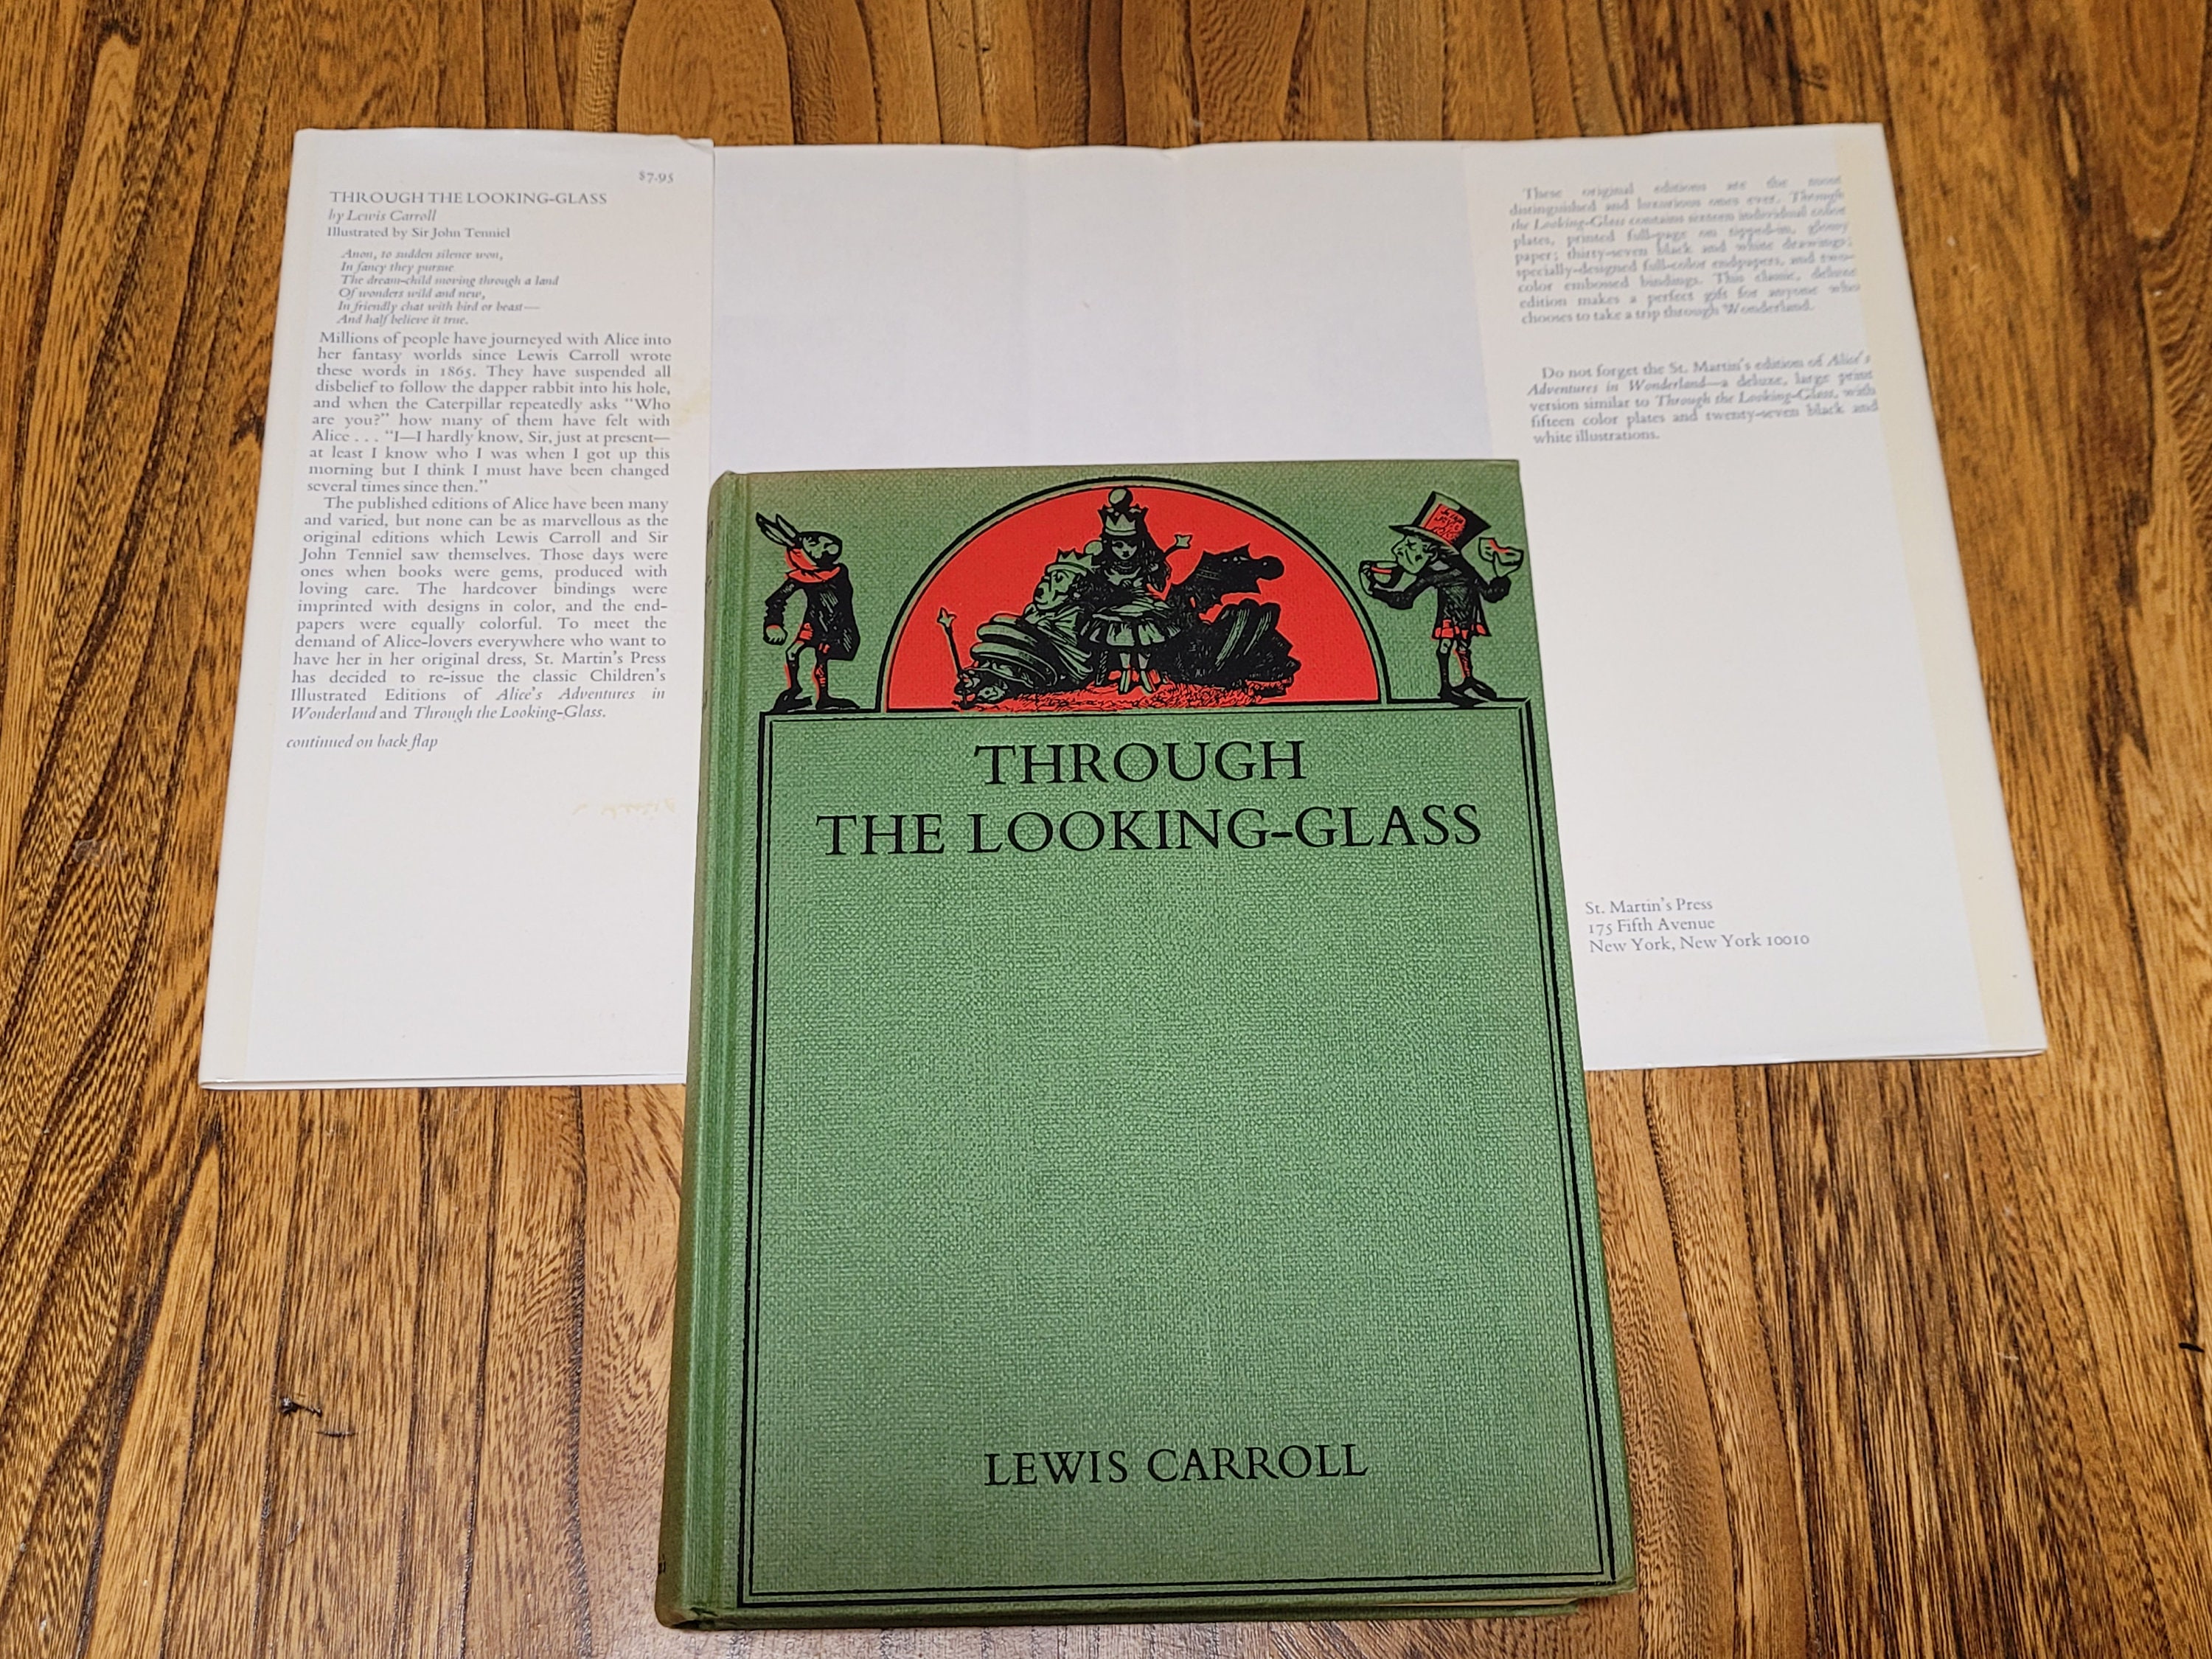 $7.95
THROUGH THE LOOKING-GLASS
by Lewis Carroll
Illustrated by Sir John Tenniel
Anon, to sudden silence won,
In fancy they pursue
The dream-child moving through a land
Of wonders wild and new,
In friendly chat with bird or beast—
And half believe it true.
Millions of people have journeyed with Alice into
her fantasy worlds since Lewis Carroll wrote
these words in 1865. They have suspended all
disbelief to follow the dapper rabbit into his hole,
and when the Caterpillar repeatedly asks "Who
are you?" how many of them have felt with
Alice . . . "I—I hardly know, Sir, just at present—
at least I know who I was when I got up this
morning but I think I must have been changed
several times since then."
The published editions of Alice have been many
and varied, but none can be as marvellous as the
original editions which Lewis Carroll and Sir
John Tenniel saw themselves. Those days were
ones when books were gems, produced with
loving care. The hardcover bindings were
imprinted with designs in color, and the end-
papers were equally colorful. To meet the
demand of Alice-lovers everywhere who want to
have her in her original dress, St. Martin's Press
has decided to re-issue the classic Children's
Illustrated Editions of Alice's Adventures in
Wonderland and Through the Looking-Glass.
continued on back flap
These original editions are the most
distinguished and luxurious ones ever. Through
the Looking-Glass contains sixteen individual color
plates, printed full-page on tipped-in, glossy
paper; thirty-seven black and white drawings;
specially-designed full-color endpapers, and two-
color embossed bindings. This classic, deluxe
edition makes a perfect gift for anyone who
chooses to take a trip through Wonderland.
Do not forget the St. Martin's edition of Alice's
Adventures in Wonderland—a deluxe, large print
version similar to Through the Looking-Glass, with
fifteen color plates and twenty-seven black and
white illustrations.
St. Martin's Press
175 Fifth Avenue
New York, New York 10010
THROUGH
THE LOOKING-GLASS
LEWIS CARROLL